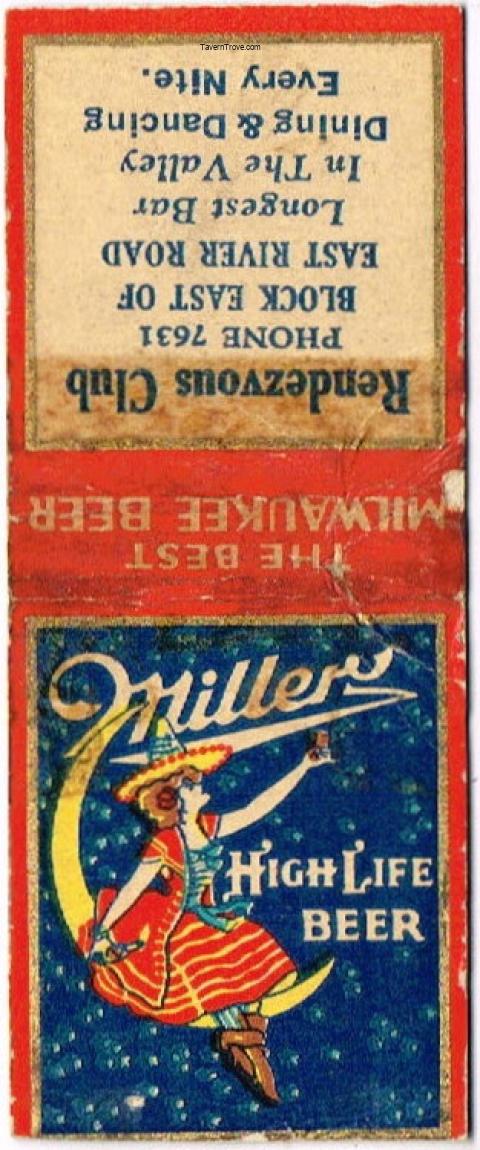 TavernTrove.com
Rendezvous Club
PHONE 7631
BLOCK EAST OF
EAST RIVER ROAD
Longest Bar
In The Valley
Dining & Dancing
Every Nite.
THE BEST
MILWAUKEE BEER
Miller
HIGH LIFE
BEER